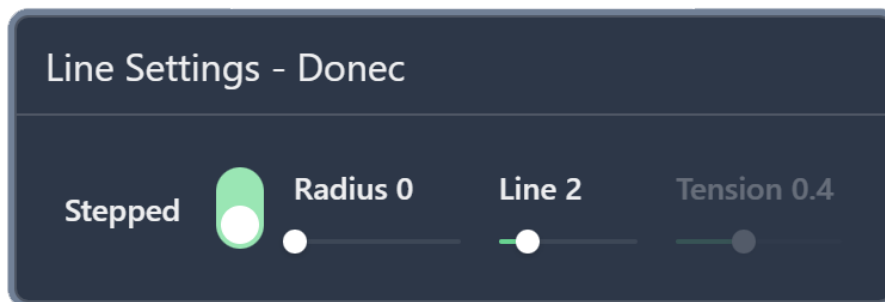 Line Settings - Donec
Stepped
Radius 0
Line 2
Tension 0.4